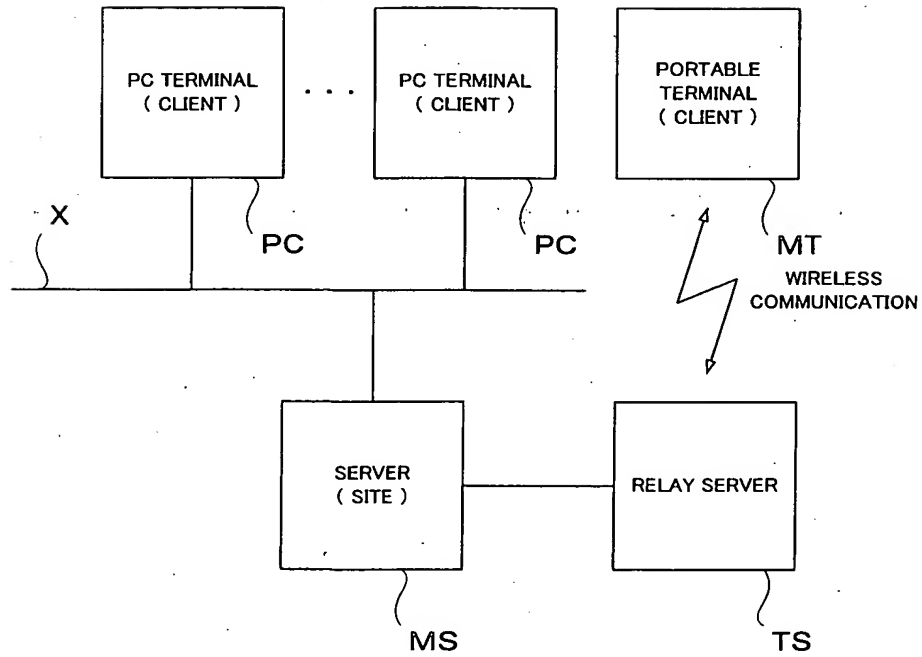 PC TERMINAL
( CLIENT )
. . .
PC TERMINAL
( CLIENT )
PORTABLE
TERMINAL
( CLIENT )
X
PC
PC
MT
WIRELESS
COMMUNICATION
SERVER
( SITE )
RELAY SERVER
MS
TS